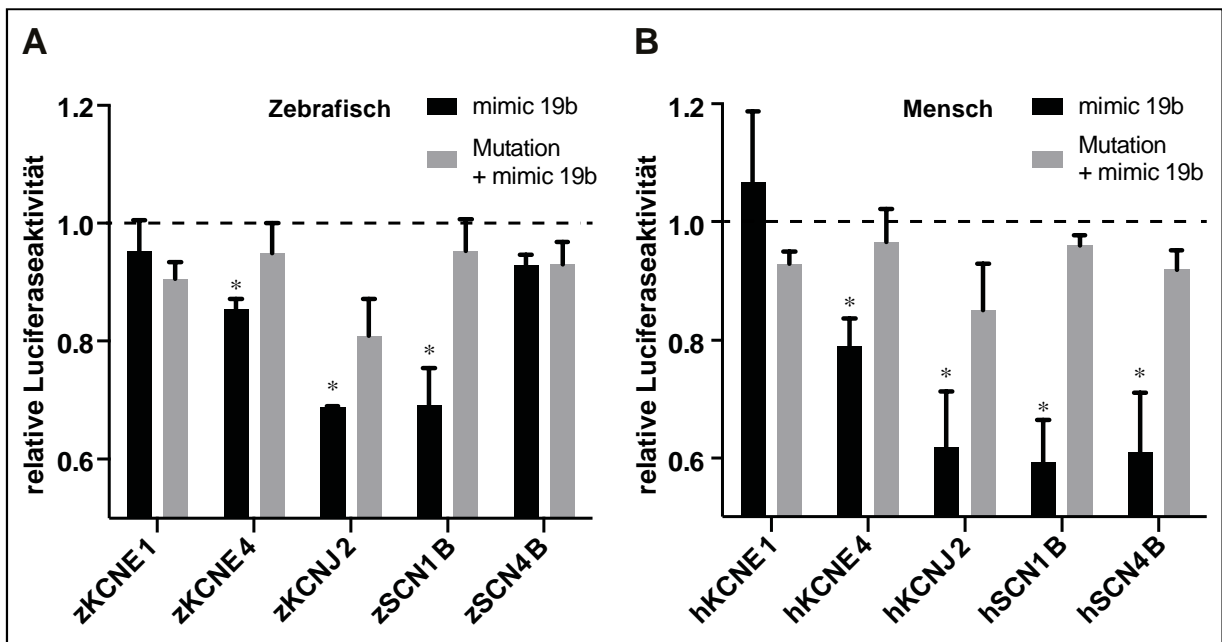 A
relative Luciferaseaktivität
1.2
1.0
0.8
0.6
Zebrafisch
mimic 19b
Mutation
+ mimic 19b
*
*
*
zKCNE1
zKCNE4
zKCNJ2
zSCN1B
zSCN4B
B
relative Luciferaseaktivität
1.2
1.0
0.8
0.6
Mensch
mimic 19b
Mutation
+ mimic 19b
*
*
*
*
hKCNE1
hKCNE4
hKCNJ2
hSCN1B
hSCN4B